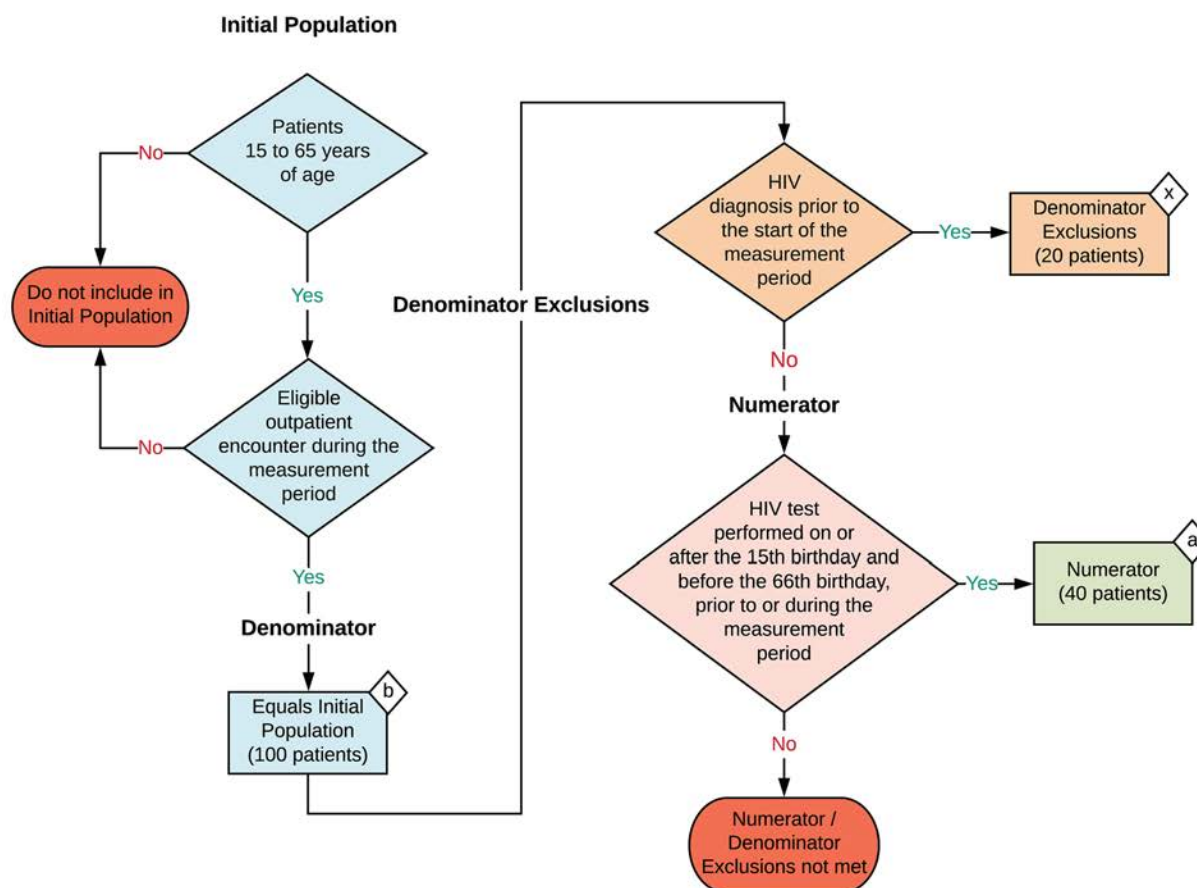 Initial Population
Patients
15 to 65 years
of age
No
Do not include in
Initial Population
Yes
Eligible
outpatient
encounter during the
measurement
period
No
Yes
Denominator
b
Equals Initial
Population
(100 patients)
Denominator Exclusions
HIV
diagnosis prior to
the start of the
measurement
period
Yes
x
Denominator
Exclusions
(20 patients)
No
Numerator
HIV test
performed on or
after the 15th birthday and
before the 66th birthday,
prior to or during the
measurement
period
Yes
a
Numerator
(40 patients)
No
Numerator /
Denominator
Exclusions not met